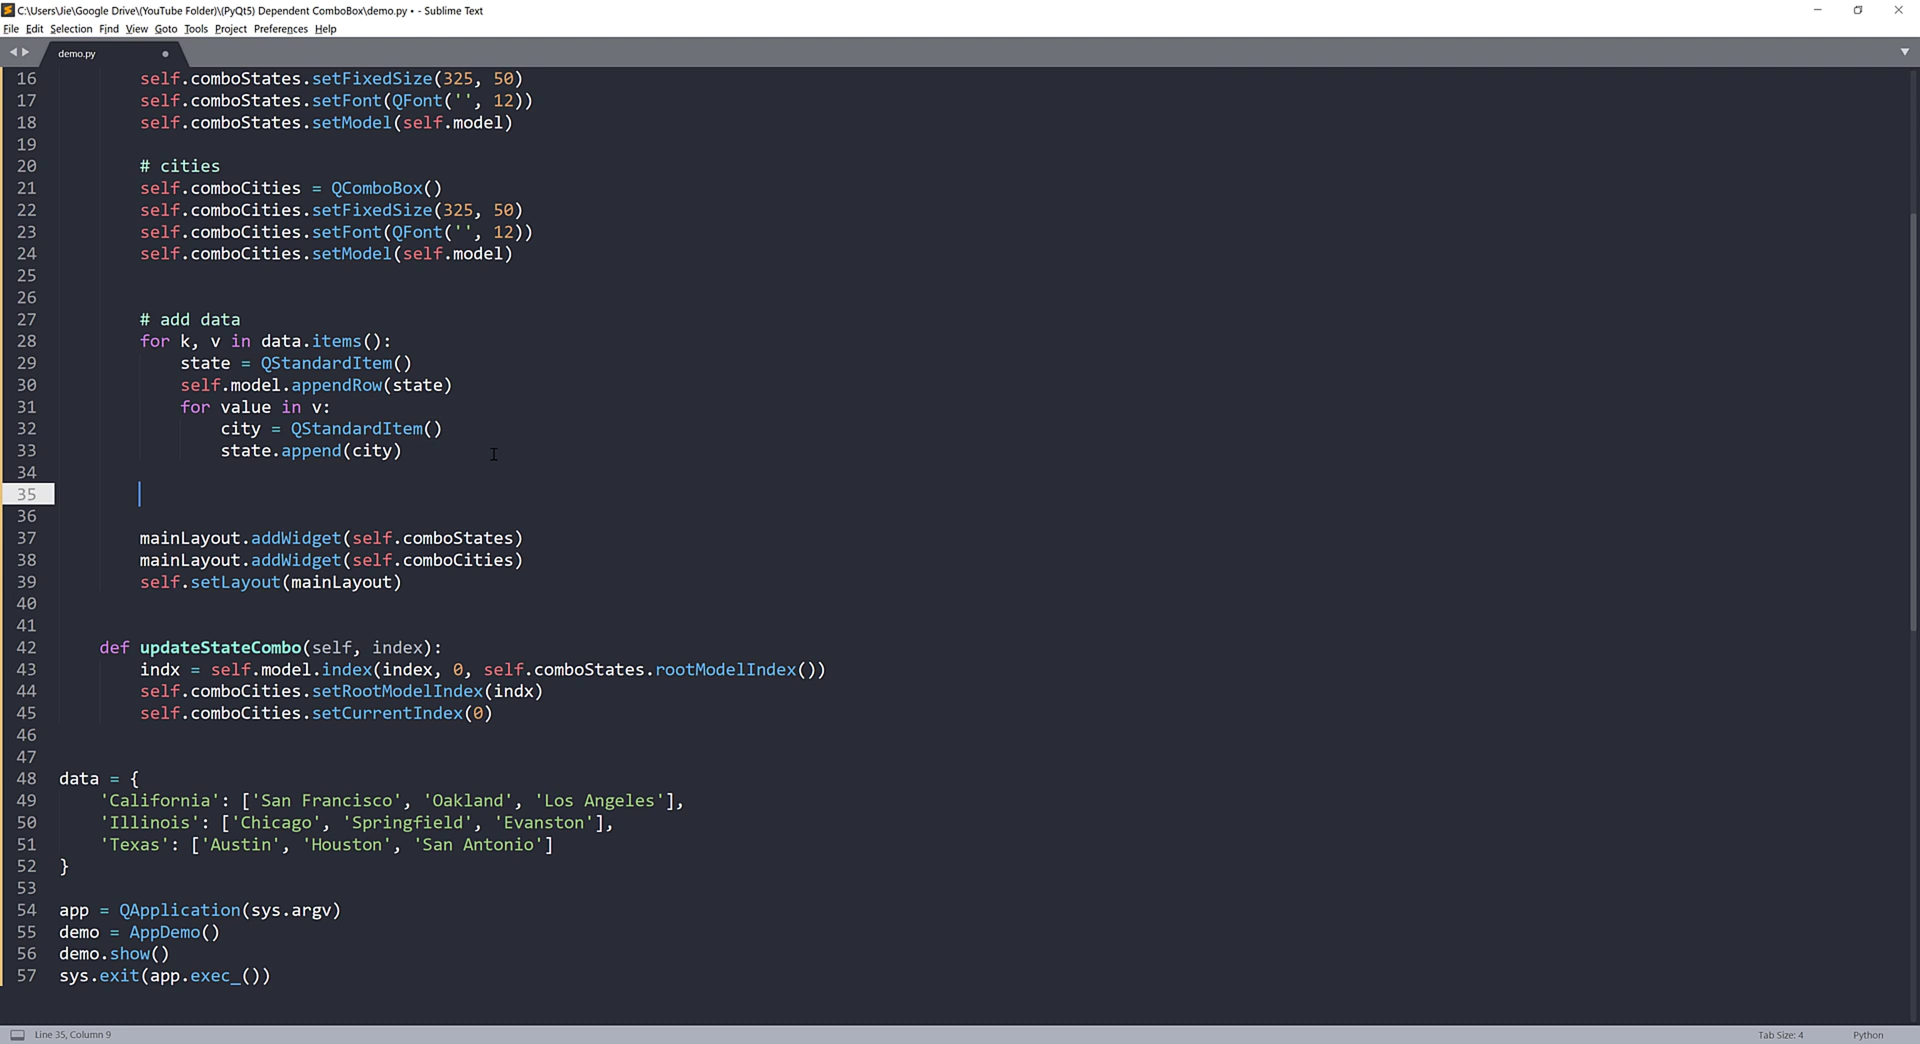 C:\Users\Jie\Google Drive\(YouTube Folder)\(PyQt5) Dependent ComboBox\demo.py • - Sublime Text
File Edit Selection Find View Goto Tools Project Preferences Help
demo.py
16 self.comboStates.setFixedSize(325, 50)
17 self.comboStates.setFont(QFont('', 12))
18 self.comboStates.setModel(self.model)
19
20 # cities
21 self.comboCities = QComboBox()
22 self.comboCities.setFixedSize(325, 50)
23 self.comboCities.setFont(QFont('', 12))
24 self.comboCities.setModel(self.model)
25
26
27 # add data
28 for k, v in data.items():
29 state = QStandardItem()
30 self.model.appendRow(state)
31 for value in v:
32 city = QStandardItem()
33 state.append(city)
34
35
36
37 mainLayout.addWidget(self.comboStates)
38 mainLayout.addWidget(self.comboCities)
39 self.setLayout(mainLayout)
40
41
42 def updateStateCombo(self, index):
43 indx = self.model.index(index, 0, self.comboStates.rootModelIndex())
44 self.comboCities.setRootModelIndex(indx)
45 self.comboCities.setCurrentIndex(0)
46
47
48 data = {
49 'California': ['San Francisco', 'Oakland', 'Los Angeles'],
50 'Illinois': ['Chicago', 'Springfield', 'Evanston'],
51 'Texas': ['Austin', 'Houston', 'San Antonio']
52 }
53
54 app = QApplication(sys.argv)
55 demo = AppDemo()
56 demo.show()
57 sys.exit(app.exec_())
Line 35, Column 9
Tab Size: 4
Python